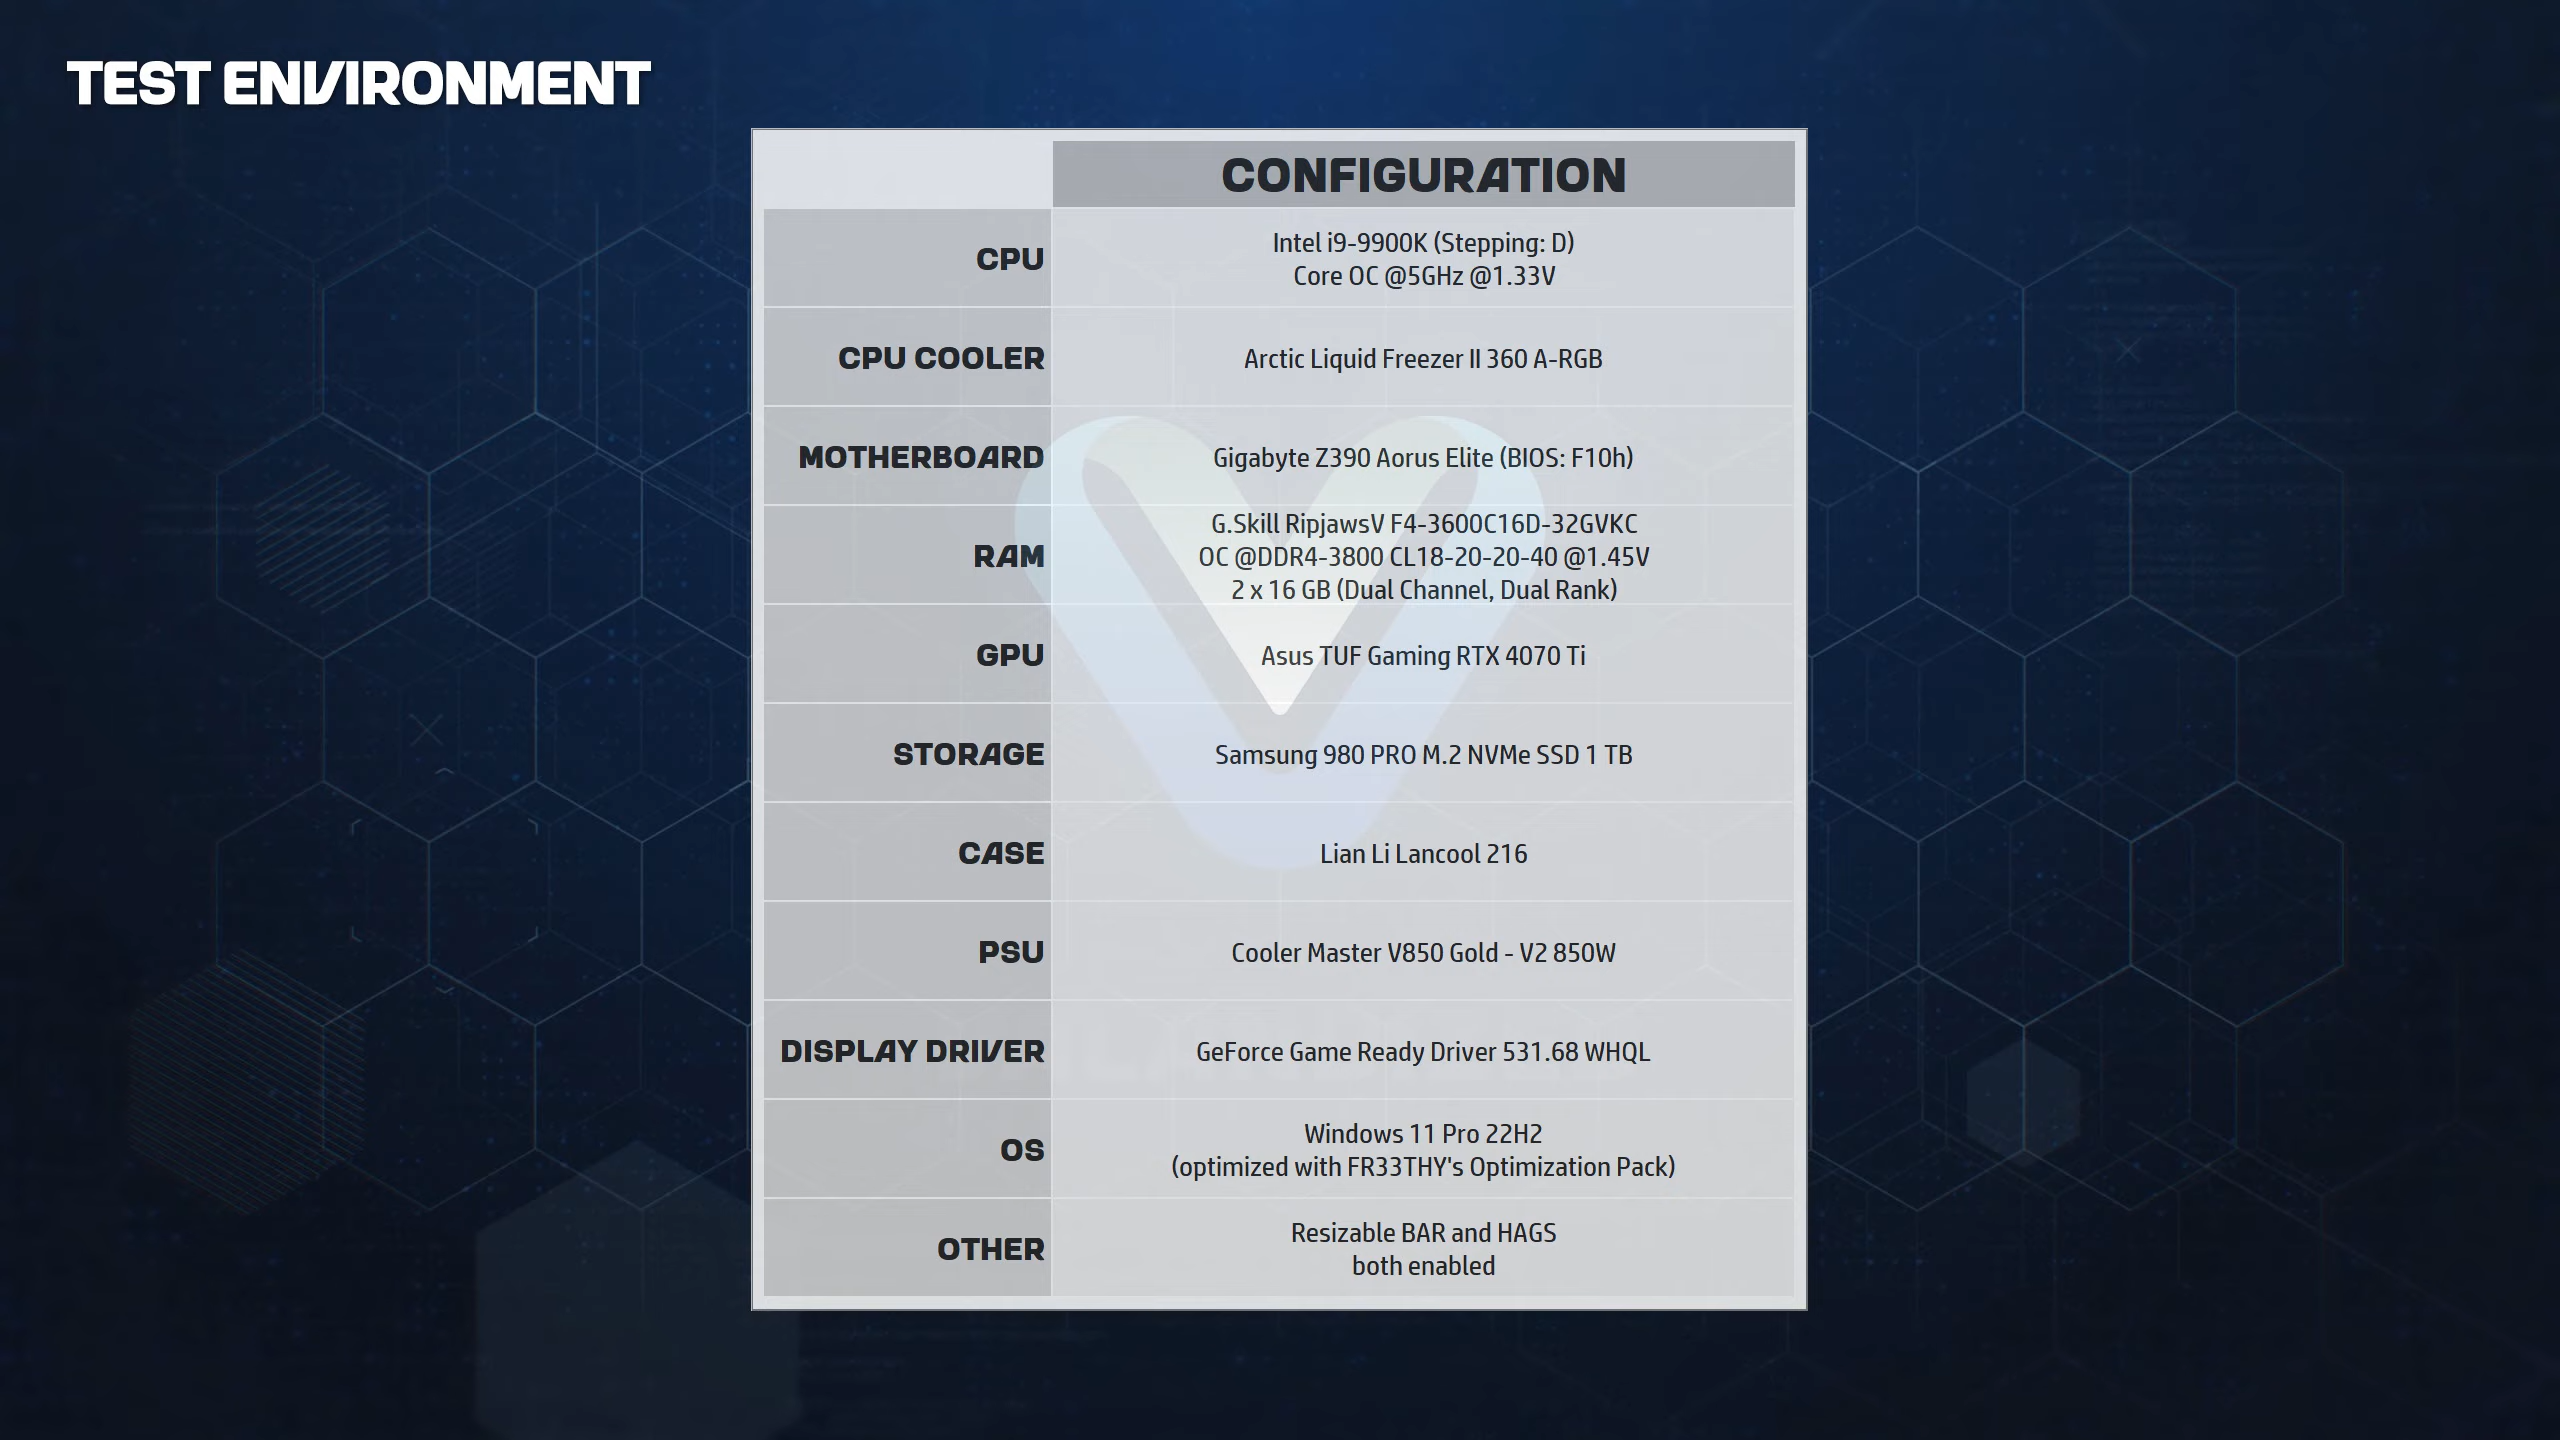 TEST ENVIRONMENT
CONFIGURATION
CPU
Intel i9-9900K (Stepping: D)
Core OC @5GHz @1.33V
CPU COOLER
Arctic Liquid Freezer II 360 A-RGB
MOTHERBOARD
Gigabyte Z390 Aorus Elite (BIOS: F10h)
RAM
G.Skill RipjawsV F4-3600C16D-32GVKC
OC @DDR4-3800 CL18-20-20-40 @1.45V
2 x 16 GB (Dual Channel, Dual Rank)
GPU
Asus TUF Gaming RTX 4070 Ti
STORAGE
Samsung 980 PRO M.2 NVMe SSD 1 TB
CASE
Lian Li Lancool 216
PSU
Cooler Master V850 Gold - V2 850W
DISPLAY DRIVER
GeForce Game Ready Driver 531.68 WHQL
OS
Windows 11 Pro 22H2
(optimized with FR33THY's Optimization Pack)
OTHER
Resizable BAR and HAGS
both enabled